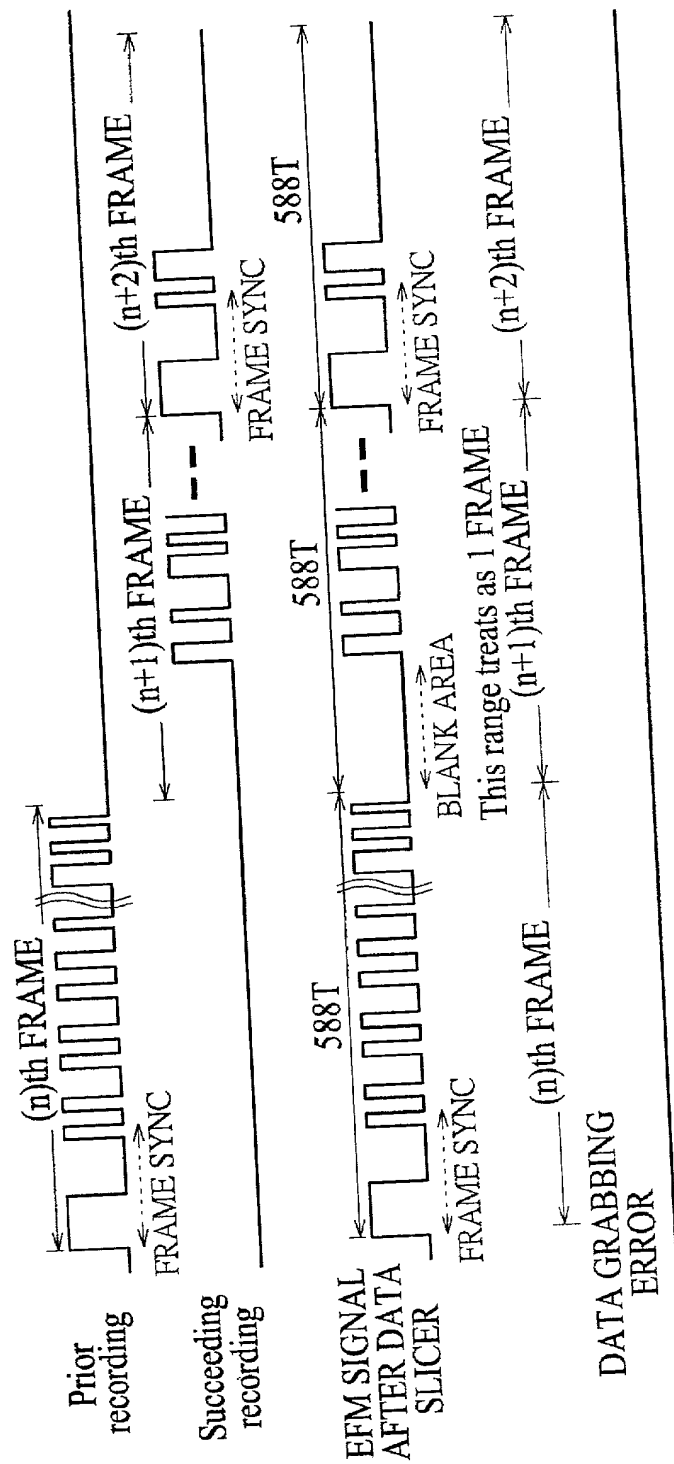 Prior
recording
(n)th FRAME
FRAME SYNC
Succeeding
recording
(n+1)th FRAME
(n+2)th FRAME
FRAME SYNC
EFM SIGNAL
AFTER DATA
SLICER
588T
588T
588T
FRAME SYNC
BLANK AREA
FRAME SYNC
This range treats as 1 FRAME
(n)th FRAME
(n+1)th FRAME
(n+2)th FRAME
DATA GRABBING
ERROR